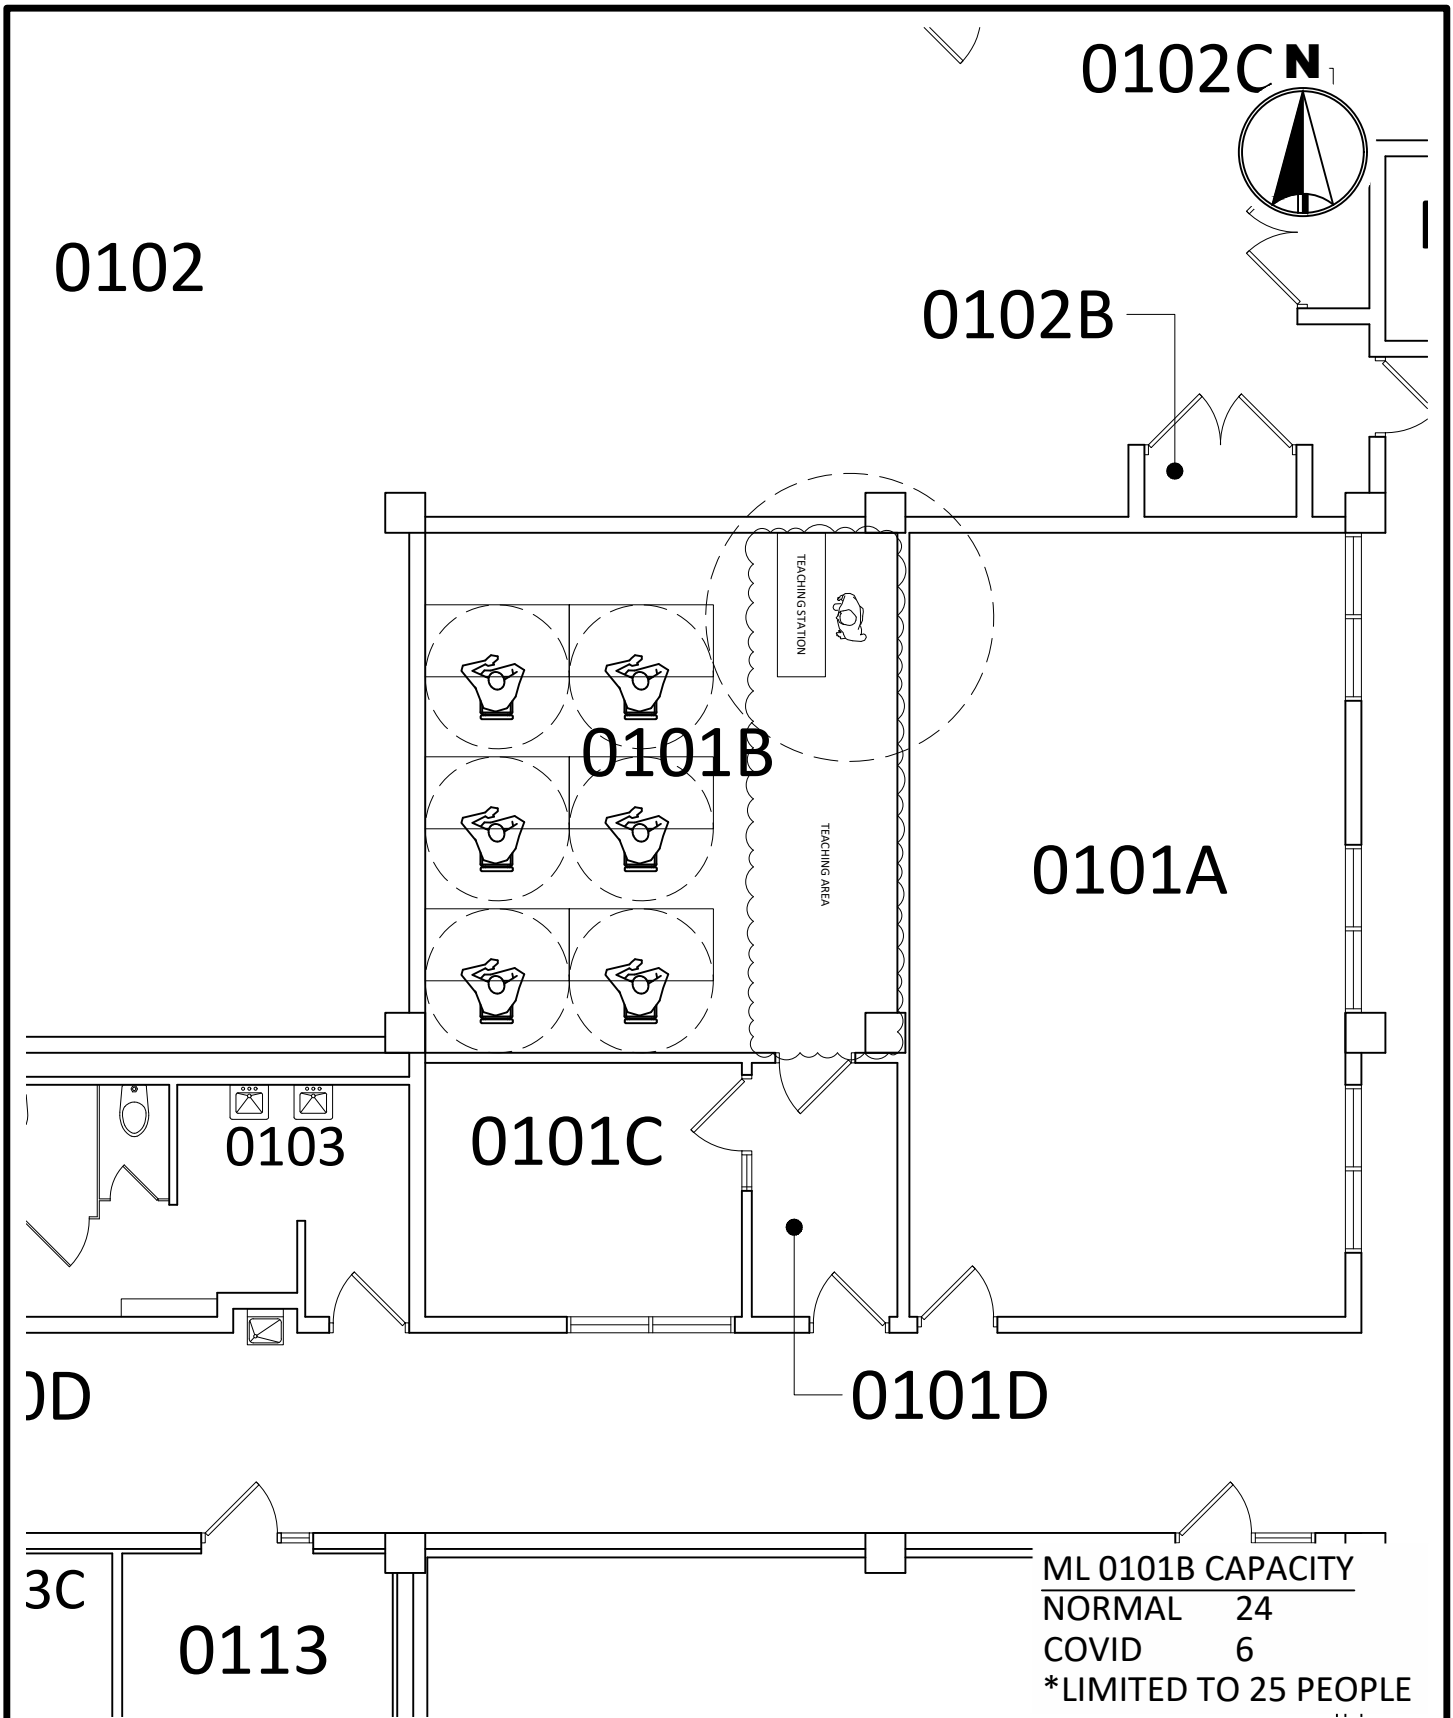 0102C N
0102
0102B
TEACHING STATION
0101B
TEACHING AREA
0101A
0101C
0103
0D
0101D
3C
0113
ML 0101B CAPACITY
NORMAL 24
COVID 6
*LIMITED TO 25 PEOPLE